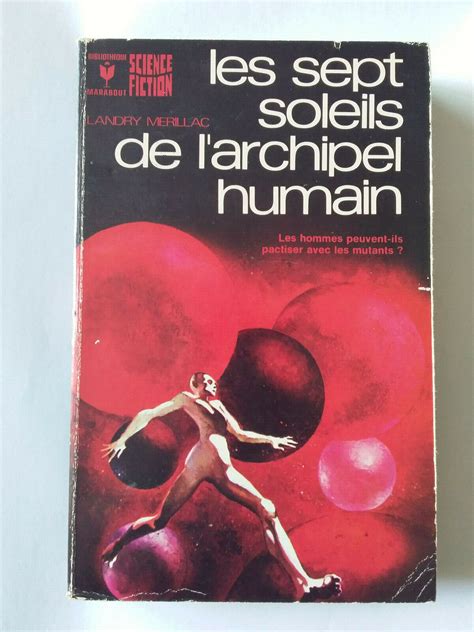 BIBLIOTHEQUE
MARABOUT
SCIENCE
FICTION
LANDRY MERILLAC
les sept
soleils
de l'archipel
humain
Les hommes peuvent-ils
pactiser avec les mutants ?